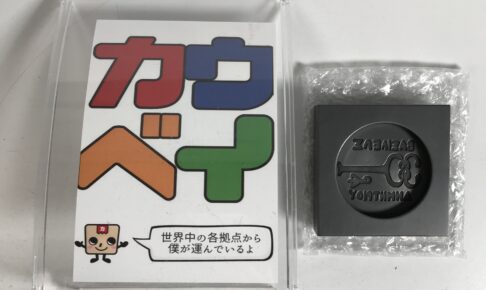 カウ
ベイ
カ
世界中の各拠点から
僕が運んでいるよ